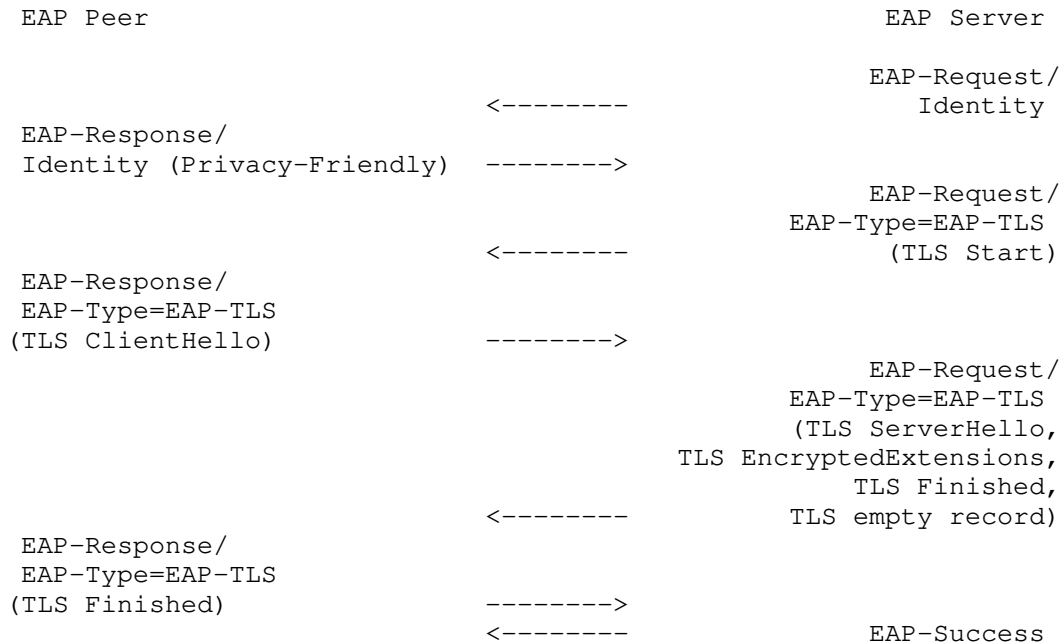 EAP Peer                                              EAP Server

                                                    EAP-Request/
                             <--------                  Identity
EAP-Response/
Identity (Privacy-Friendly)  -------->
                                                    EAP-Request/
                                                EAP-Type=EAP-TLS
                             <--------               (TLS Start)
EAP-Response/
EAP-Type=EAP-TLS
(TLS ClientHello)            -------->
                                                    EAP-Request/
                                                EAP-Type=EAP-TLS
                                               (TLS ServerHello,
                                        TLS EncryptedExtensions,
                                                   TLS Finished,
                             <--------         TLS empty record)
EAP-Response/
EAP-Type=EAP-TLS
(TLS Finished)               -------->
                             <--------               EAP-Success